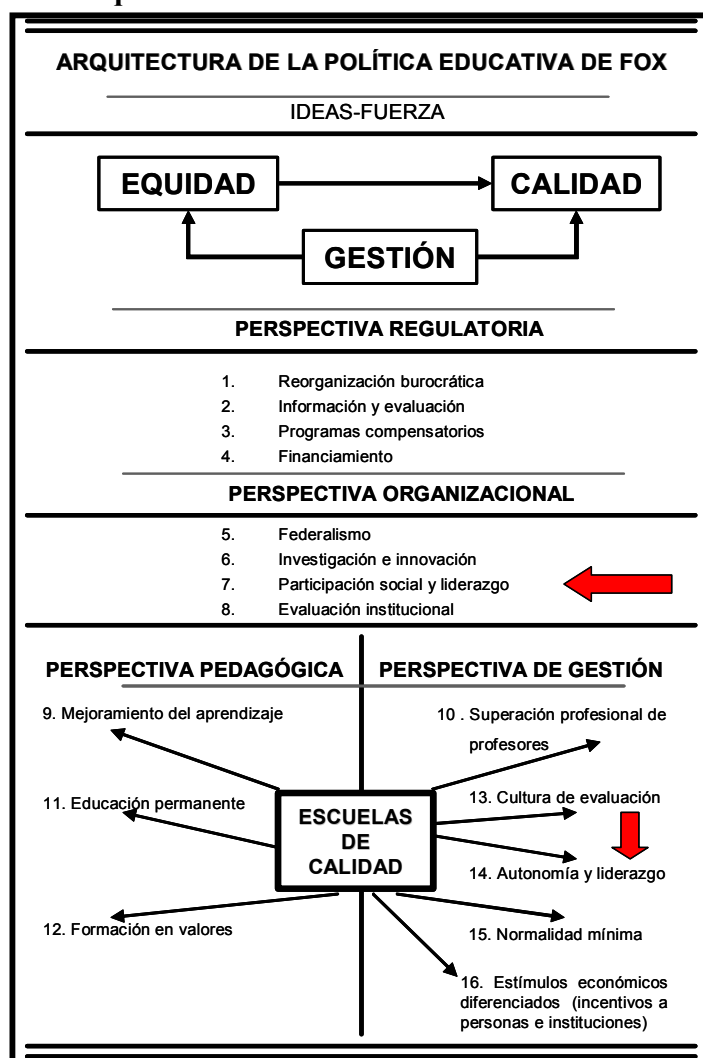 ARQUITECTURA DE LA POLÍTICA EDUCATIVA DE FOX
IDEAS-FUERZA
EQUIDAD
CALIDAD
GESTIÓN
PERSPECTIVA REGULATORIA
1. Reorganización burocrática
2. Información y evaluación
3. Programas compensatorios
4. Financiamiento
PERSPECTIVA ORGANIZACIONAL
5. Federalismo
6. Investigación e innovación
7. Participación social y liderazgo
8. Evaluación institucional
PERSPECTIVA PEDAGÓGICA
PERSPECTIVA DE GESTIÓN
9. Mejoramiento del aprendizaje
10 . Superación profesional de
profesores
11. Educación permanente
13. Cultura de evaluación
ESCUELAS
DE
CALIDAD
14. Autonomía y liderazgo
12. Formación en valores
15. Normalidad mínima
16. Estímulos económicos
diferenciados (incentivos a
personas e instituciones)